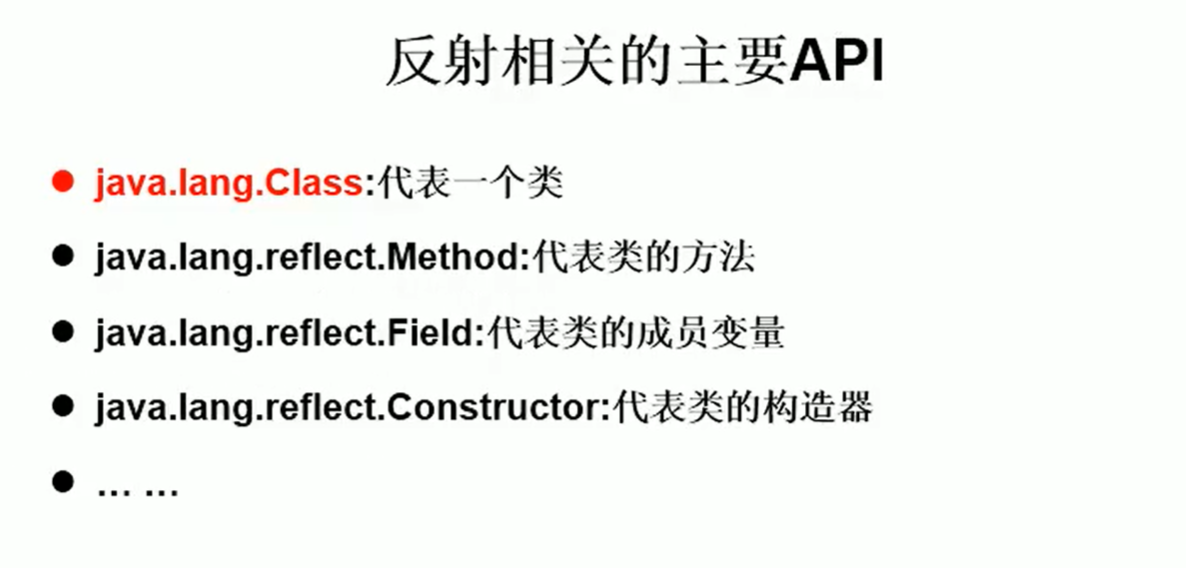 反射相关的主要API
java.lang.Class:代表一个类
java.lang.reflect.Method:代表类的方法
java.lang.reflect.Field:代表类的成员变量
java.lang.reflect.Constructor:代表类的构造器
… …